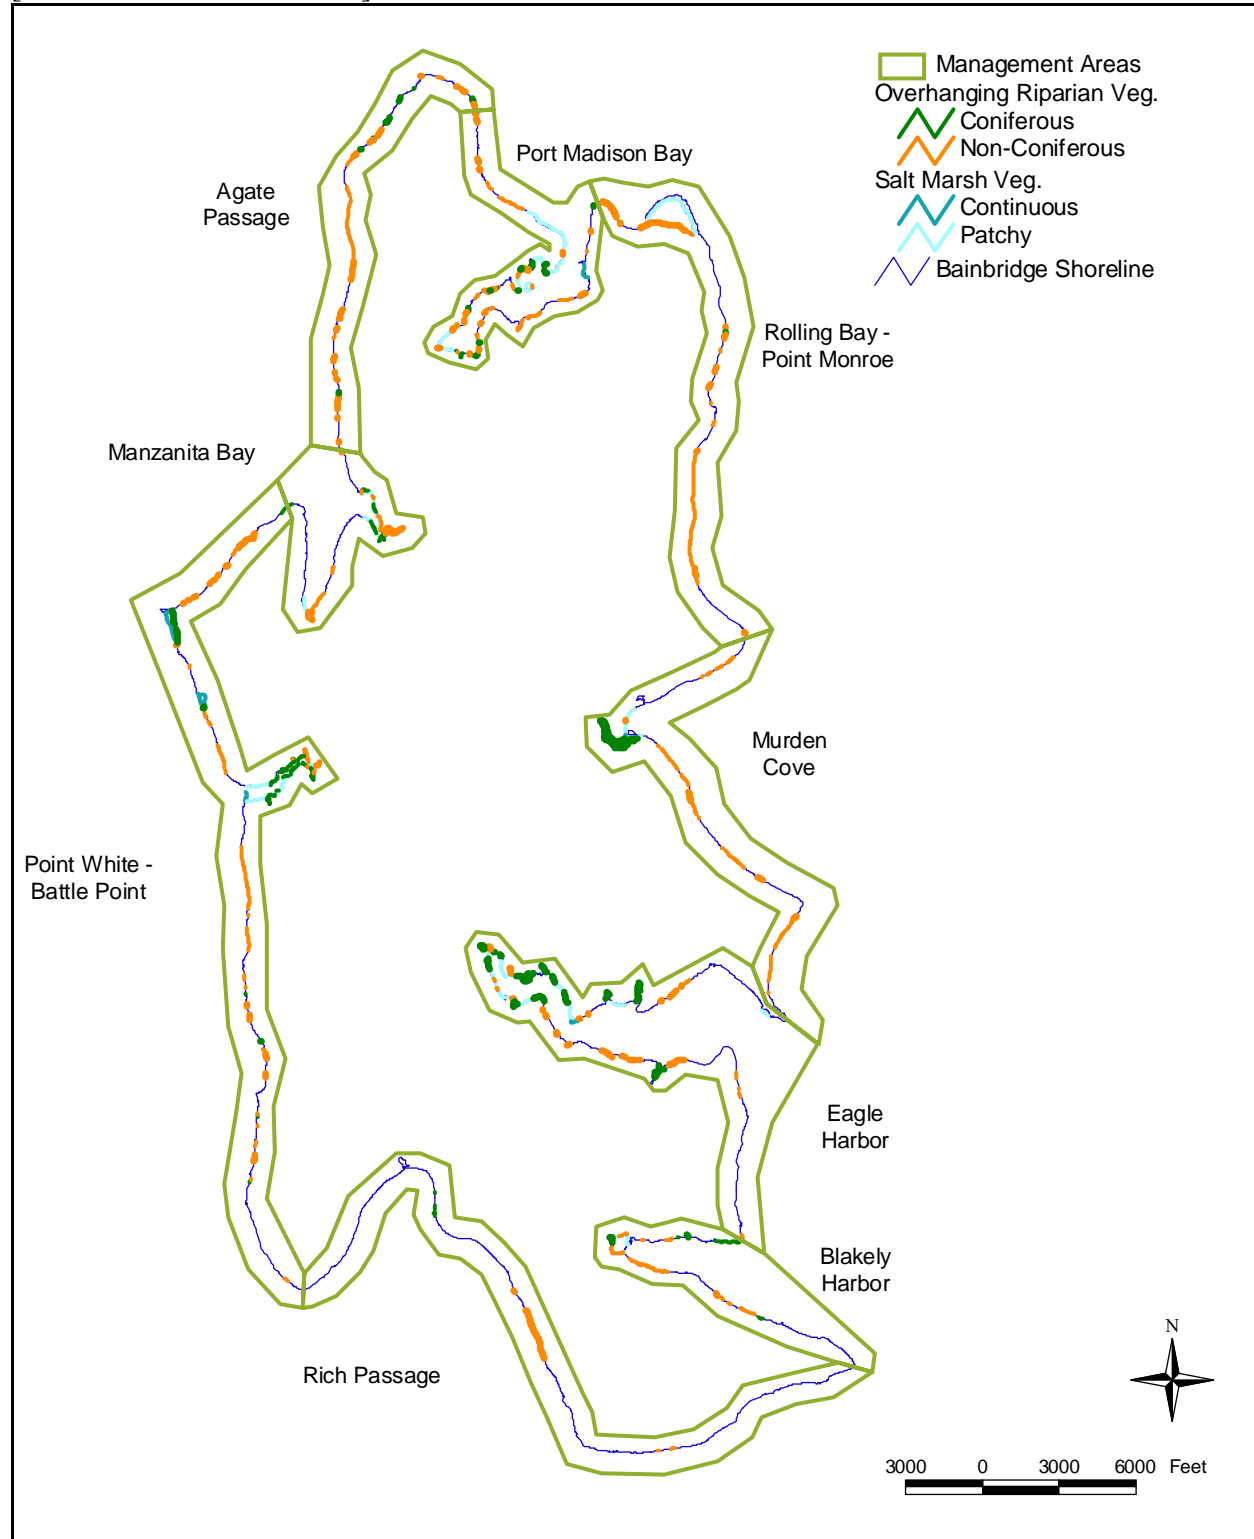 Management Areas
Overhanging Riparian Veg.
Coniferous
Non-Coniferous
Salt Marsh Veg.
Continuous
Patchy
Bainbridge Shoreline
Port Madison Bay
Agate
Passage
Rolling Bay -
Point Monroe
Manzanita Bay
Murden
Cove
Point White -
Battle Point
Eagle
Harbor
Blakely
Harbor
Rich Passage
N
3000 0 3000 6000 Feet